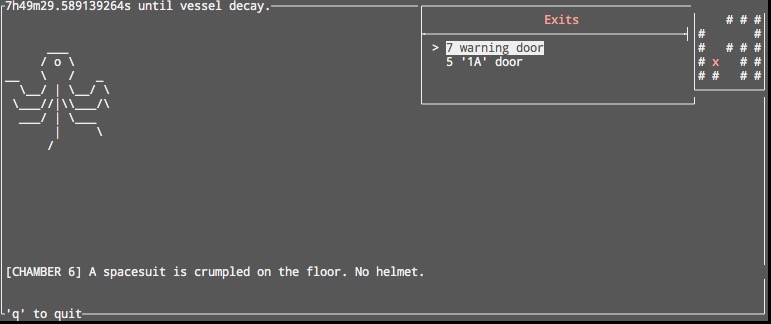 7h49m29.589139264s until vessel decay.
Exits
> 7 warning door
5 '1A' door
# # #
# #
# # # #
# x # #
# # # #
[CHAMBER 6] A spacesuit is crumpled on the floor. No helmet.
'q' to quit